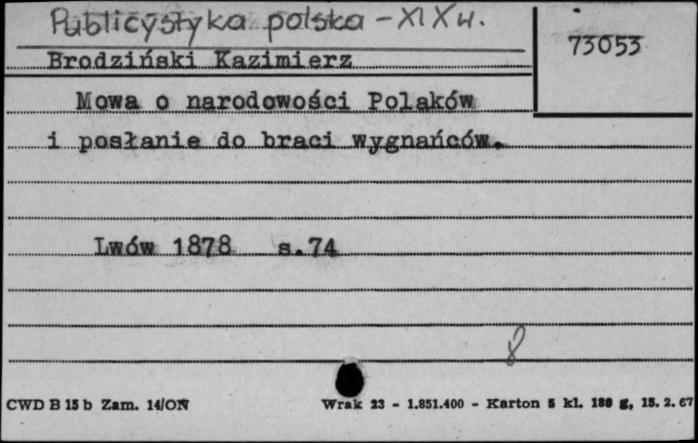 Publicystyka polska - XIX w.
73053
Brodziński Kazimierz
Mowa o narodowości Polaków
i posłanie do braci wygnańców.
Lwów 1878 s.74
8
CWD B 15 b Zam. 14/ON
Wrak 23 - 1.851.400 - Karton 5 kl. 180 g, 15. 2. 67